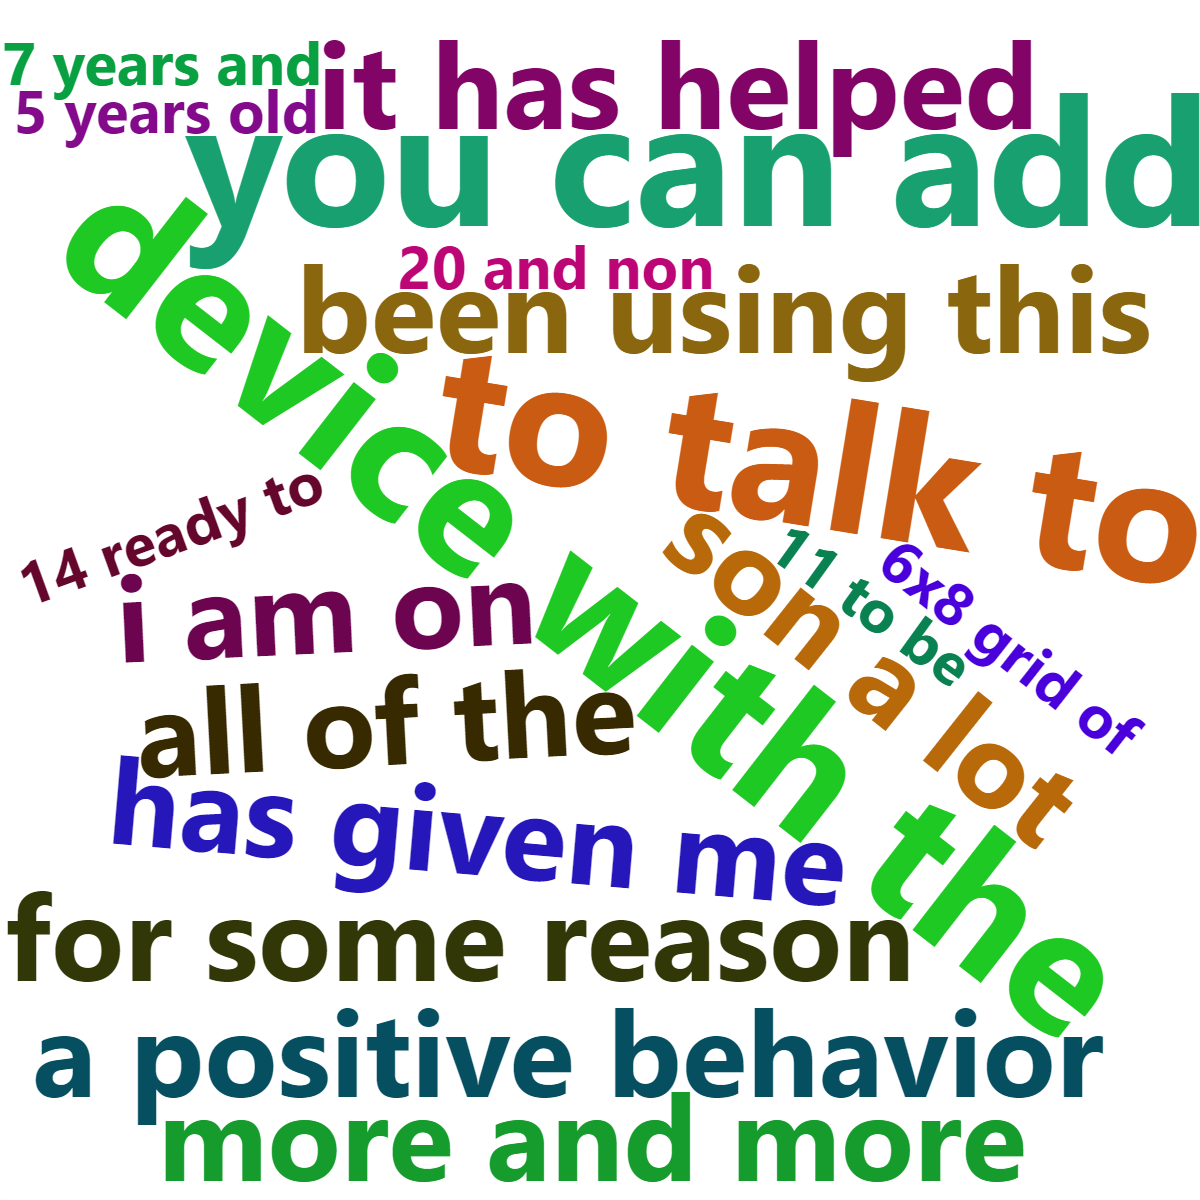 7 years and
it has helped
5 years old
you can add
device with the
20 and non
been using this
to talk to
14 ready to
son a lot
11 to be
6x8 grid of
i am on
all of the
has given me
for some reason
a positive behavior
more and more